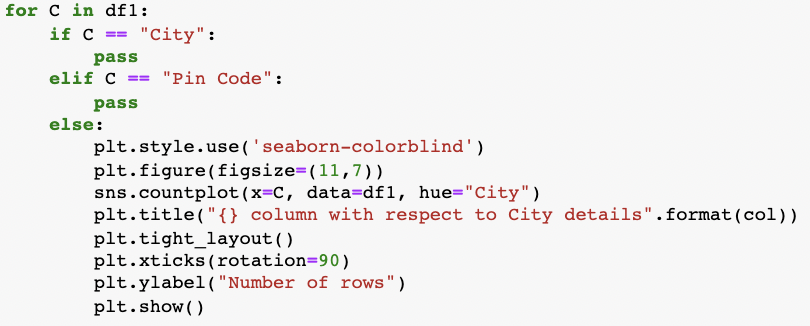 for C in df1:
    if C == "City":
        pass
    elif C == "Pin Code":
        pass
    else:
        plt.style.use('seaborn-colorblind')
        plt.figure(figsize=(11,7))
        sns.countplot(x=C, data=df1, hue="City")
        plt.title("{} column with respect to City details".format(col))
        plt.tight_layout()
        plt.xticks(rotation=90)
        plt.ylabel("Number of rows")
        plt.show()